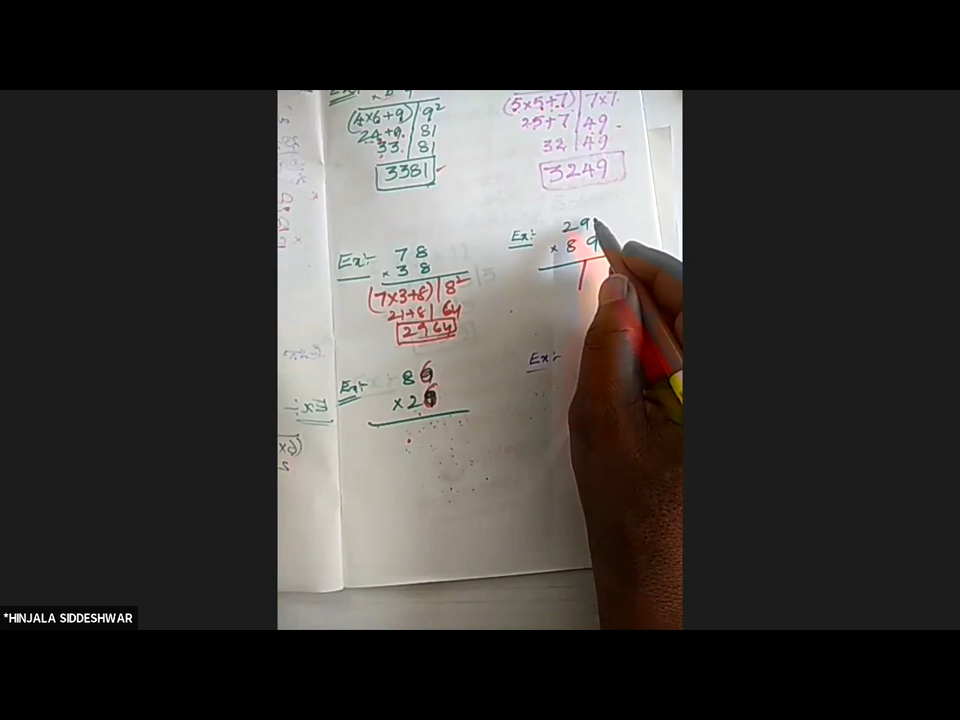 (4×6+9) | 9²
24+9 | 81
33 | 81
3381
(5×5+7) | 7×7
25+7 | 49
32 | 49
3249
Ex:- 78
× 38
(7×3+8) | 8²
21+8 | 64
2964
Ex:- 29
× 89
Ex:- 86
× 26
Ex:-
*HINJALA SIDDESHWAR